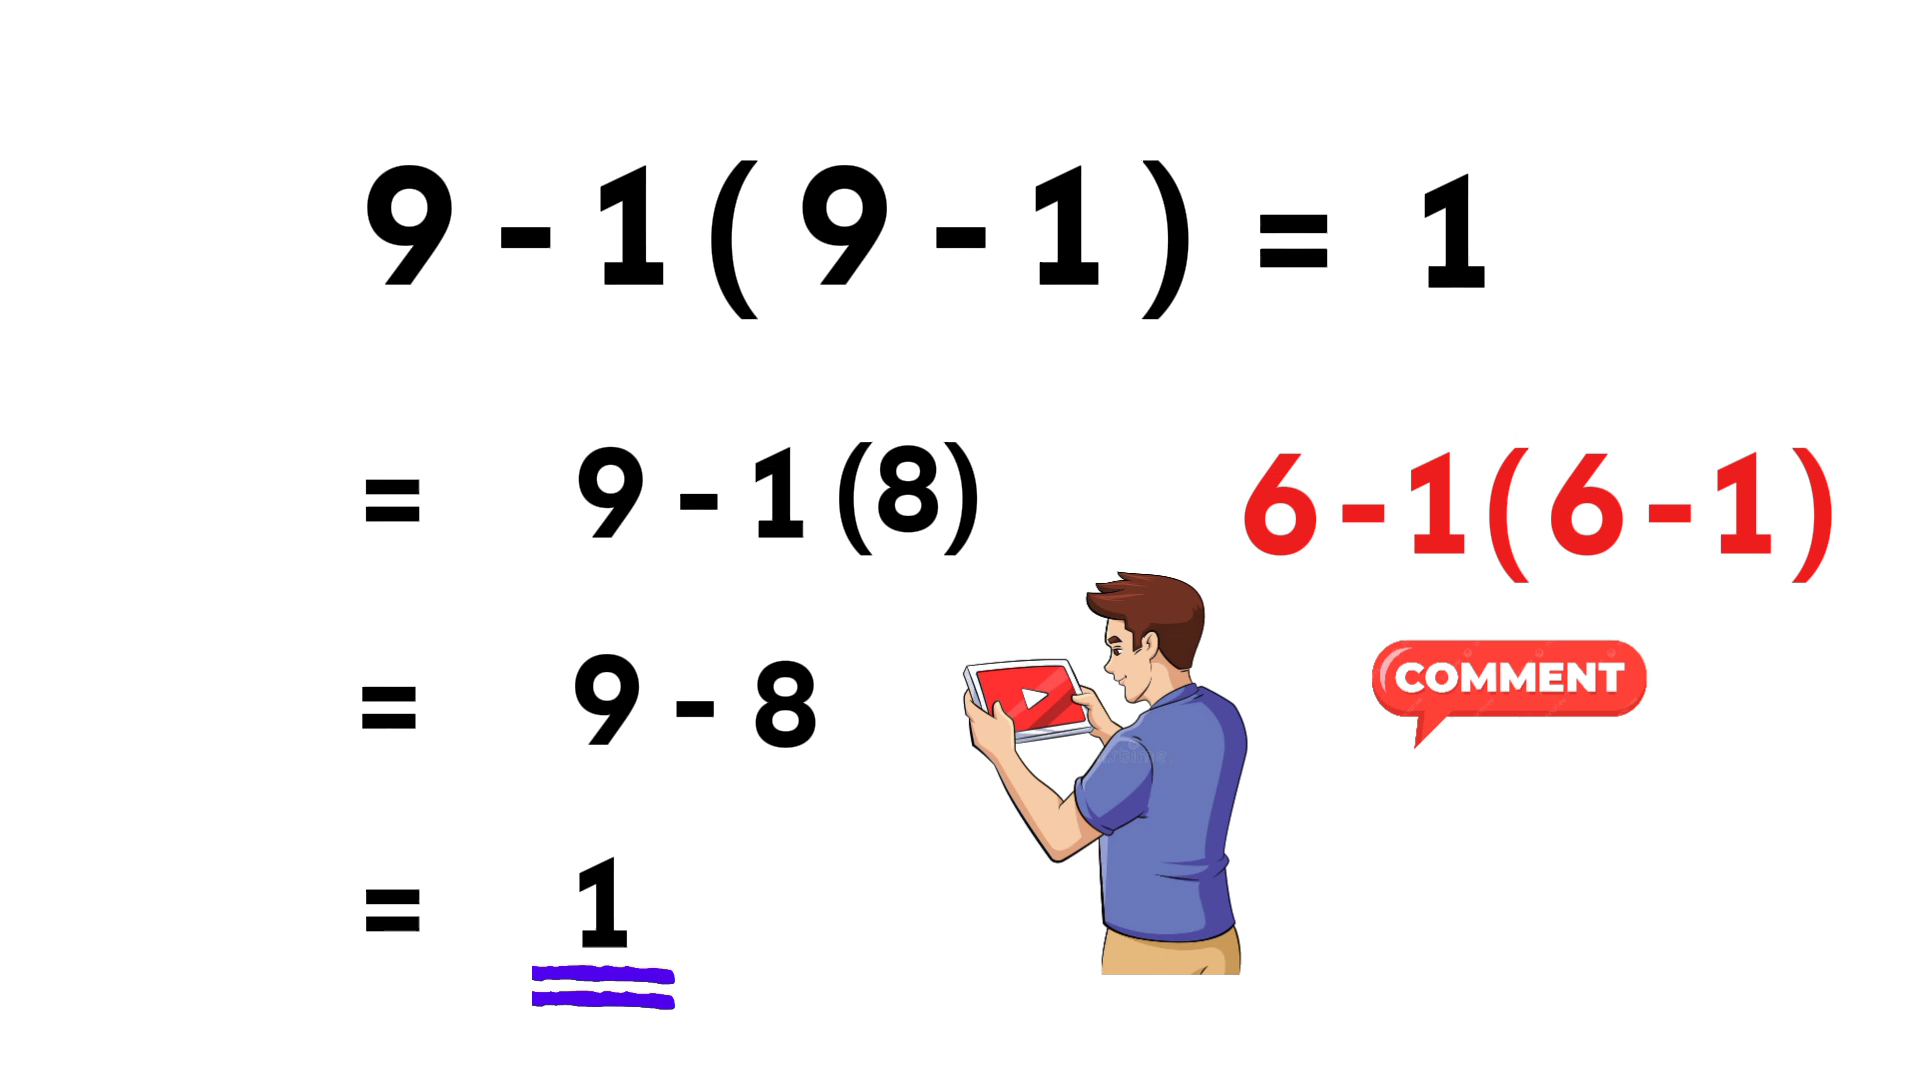 9 - 1 ( 9 - 1 ) = 1
= 9 - 1 (8)
6 - 1 ( 6 - 1 )
= 9 - 8
COMMENT
= 1